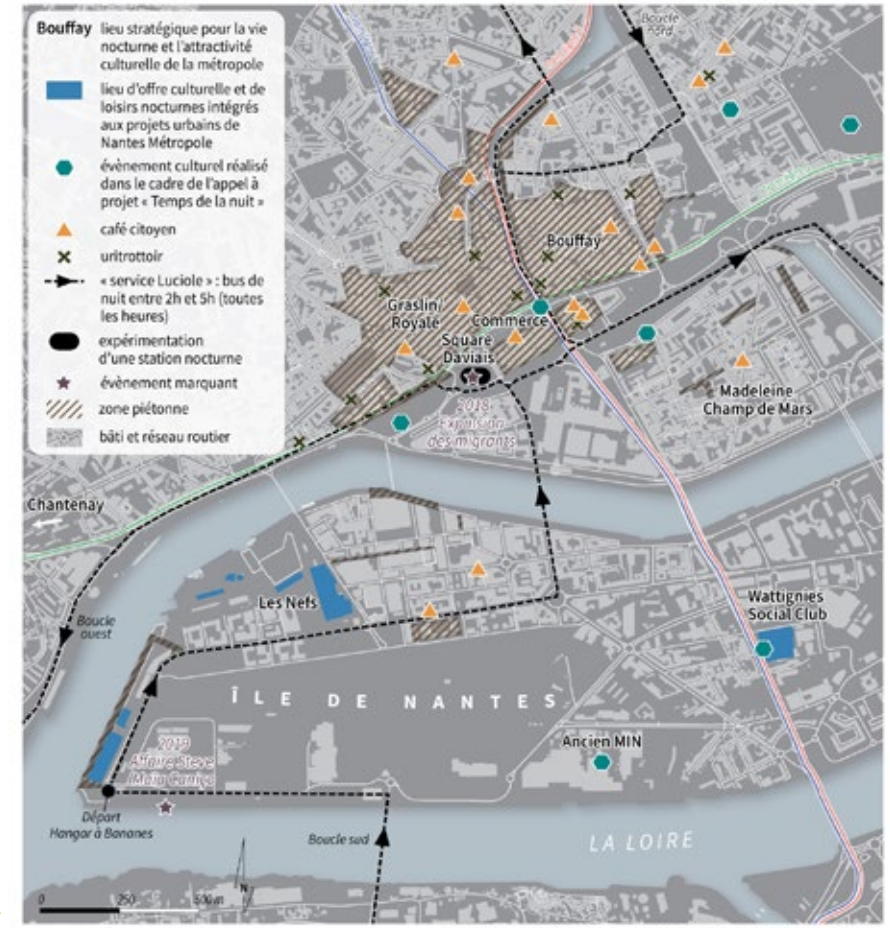 Bouffay lieu stratégique pour la vie
nocturne et l'attractivité
culturelle de la métropole
lieu d'offre culturelle et de
loisirs nocturnes intégrés
aux projets urbains de
Nantes Métropole
évènement culturel réalisé
dans le cadre de l'appel à
projet « Temps de la nuit »
café citoyen
uritrottoir
« service Luciole » : bus de
nuit entre 2h et 5h (toutes
les heures)
expérimentation
d'une station nocturne
évènement marquant
zone piétonne
bâti et réseau routier
Boucle
nord
Bouffay
Graslin/
Royale
Commerce
Square
Daviais
2018
Expulsion
des migrants
Madeleine
Champ de Mars
Chantenay
Boucle
ouest
Les Nefs
Wattignies
Social Club
ÎLE DE NANTES
2019
Affaire Steve
Maia Caniço
Ancien MIN
Départ
Hangar à Bananes
Boucle sud
LA LOIRE
N
0 250 500 m